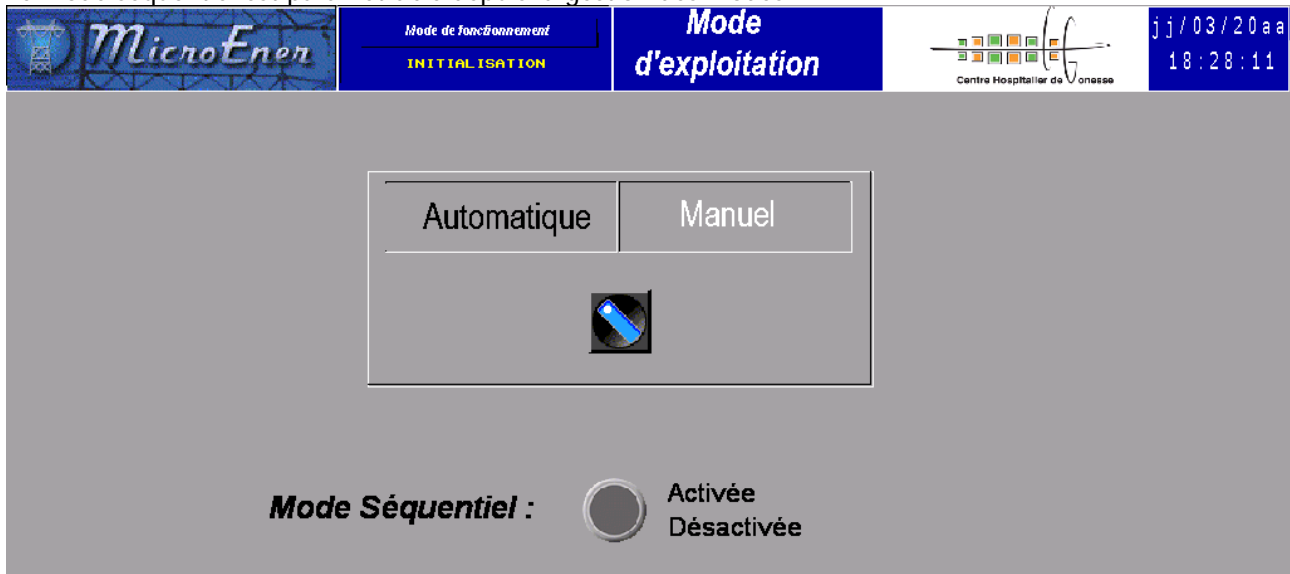 MicroEner
Mode de fonctionnement
INITIALISATION
Mode
d'exploitation
Centre Hospitalier de Gonesse
jj/03/20aa
18:28:11
Automatique
Manuel
Mode Séquentiel :
Activée
Désactivée